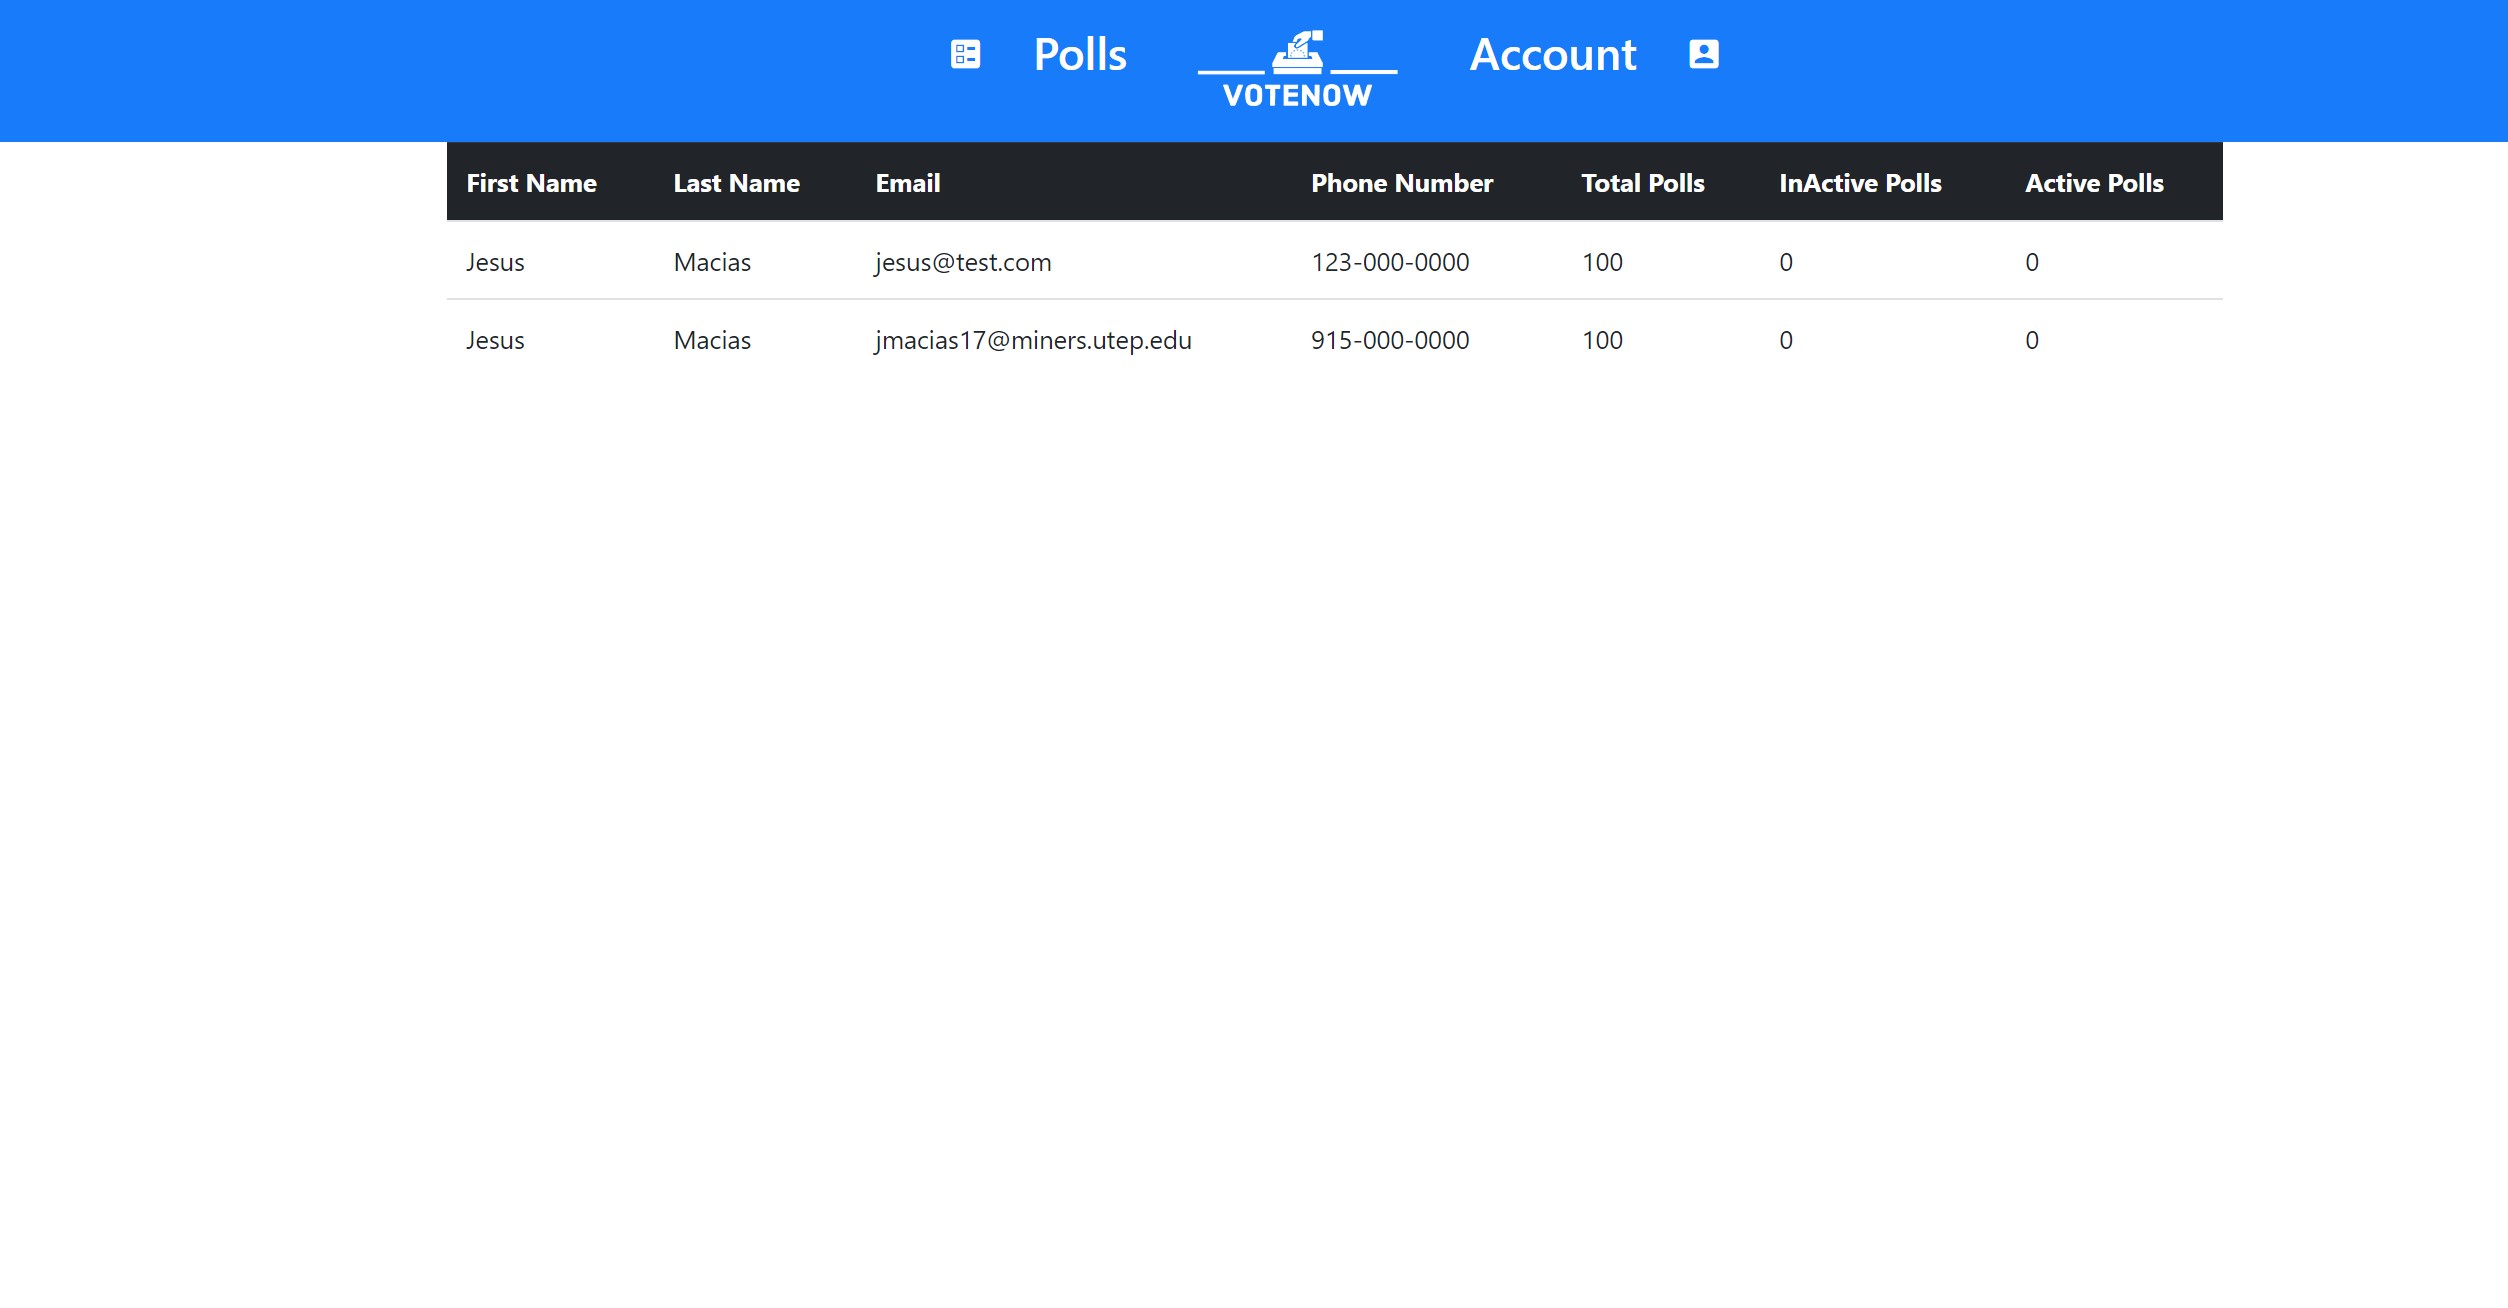 Polls VOTENOW Account
First Name Last Name Email Phone Number Total Polls InActive Polls Active Polls
Jesus Macias jesus@test.com 123-000-0000 100 0 0
Jesus Macias jmacias17@miners.utep.edu 915-000-0000 100 0 0